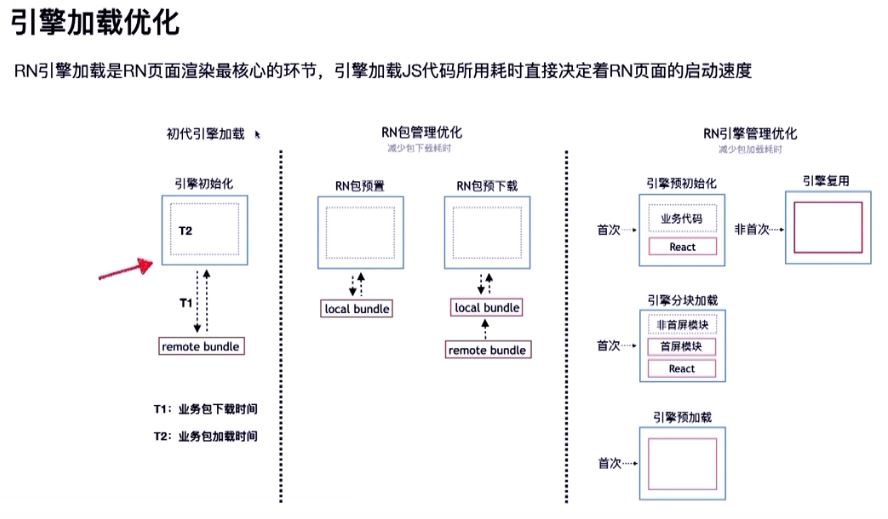 引擎加载优化
RN引擎加载是RN页面渲染最核心的环节，引擎加载JS代码所用耗时直接决定着RN页面的启动速度
初代引擎加载
引擎初始化
T2
T1
remote bundle
T1：业务包下载时间
T2：业务包加载时间
RN包管理优化
减少包下载耗时
RN包预置
local bundle
RN包预下载
local bundle
remote bundle
RN引擎管理优化
减少包加载耗时
引擎预初始化
首次
业务代码
React
引擎复用
非首次
引擎分块加载
首次
非首屏模块
首屏模块
React
引擎预加载
首次